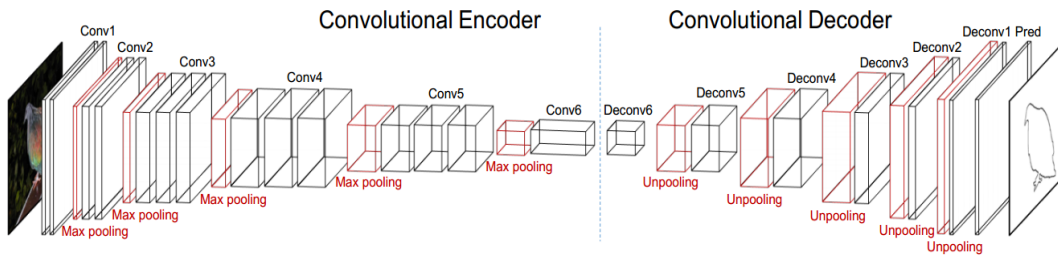 Convolutional Encoder
Convolutional Decoder
Conv1
Conv2
Conv3
Conv4
Conv5
Conv6
Deconv6
Deconv5
Deconv4
Deconv3
Deconv2
Deconv1 Pred
Max pooling
Max pooling
Max pooling
Max pooling
Max pooling
Unpooling
Unpooling
Unpooling
Unpooling
Unpooling